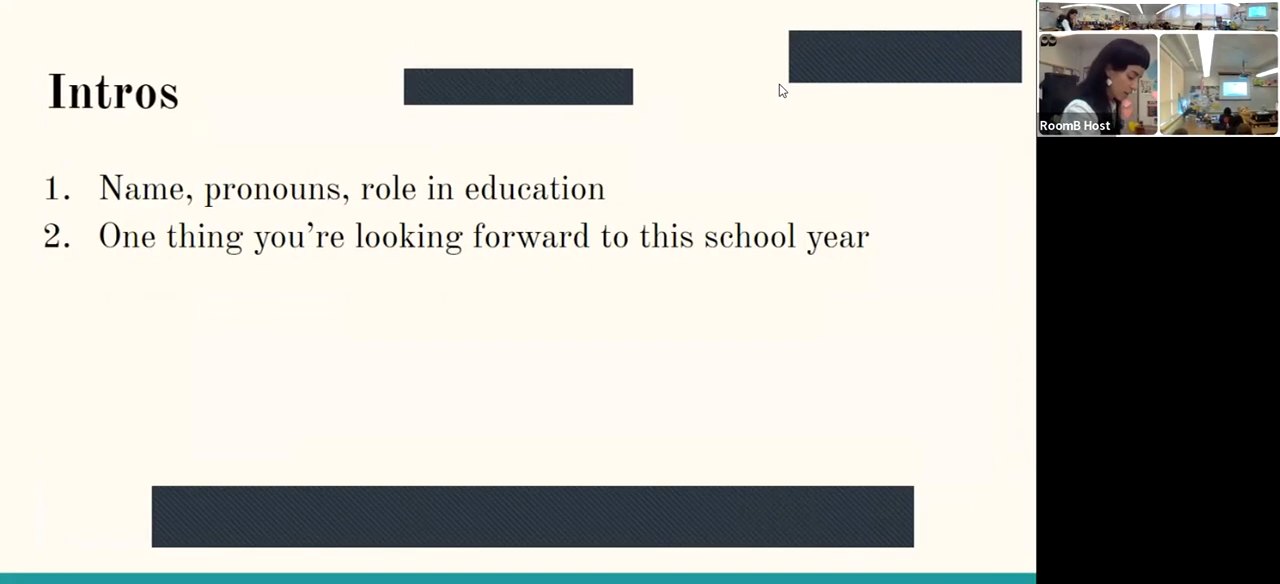 Intros
1. Name, pronouns, role in education
2. One thing you’re looking forward to this school year
RoomB Host